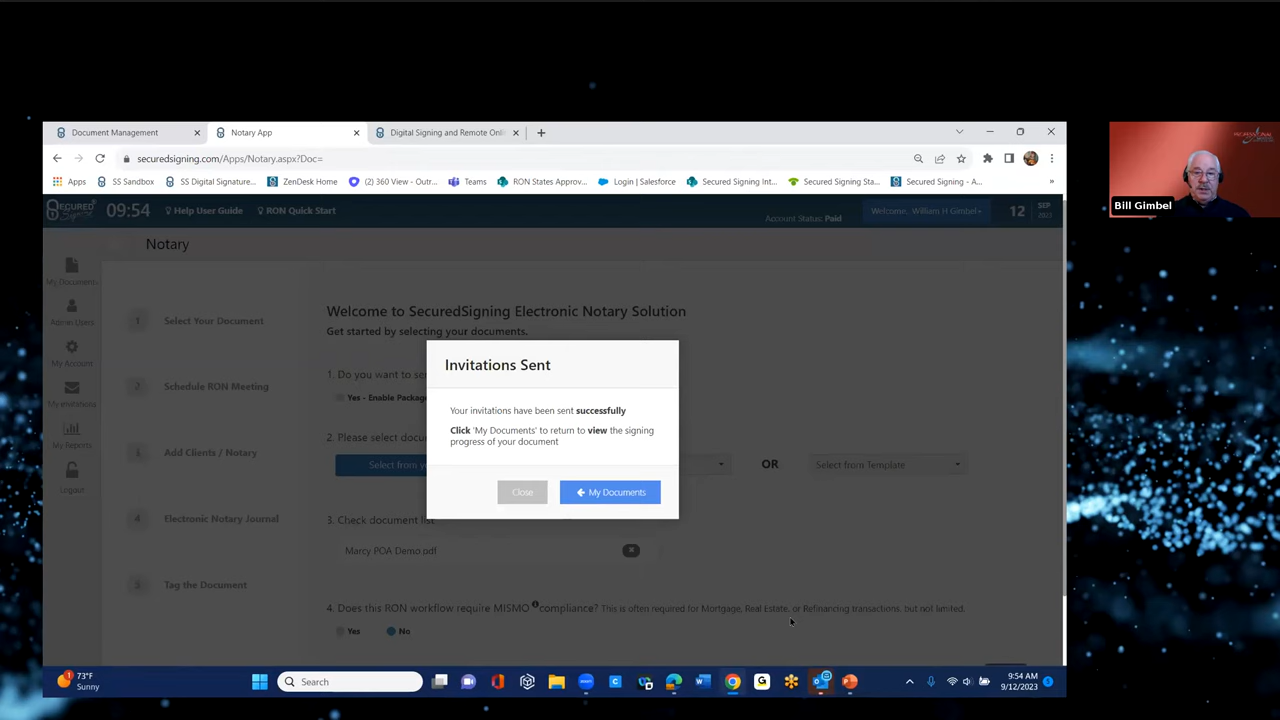 Document Management
Notary App
Digital Signing and Remote Onli
securedsigning.com/Apps/Notary.aspx?Doc=
Apps
SS Sandbox
SS Digital Signature...
ZenDesk Home
(2) 360 View - Outr...
Teams
RON States Approv...
Login | Salesforce
Secured Signing Int...
Secured Signing Sta...
Secured Signing - A...
SECURED
Signing
09:54
Help User Guide
RON Quick Start
Account Status: Paid
Welcome, William H Gimbel
12
SEP
Bill Gimbel
Notary
My Documents
Admin Users
My Account
My eInvitations
My Reports
Logout
1 Select Your Document
2 Schedule RON Meeting
Add Clients / Notary
4 Electronic Notary Journal
Tag the Document
Welcome to SecuredSigning Electronic Notary Solution
Get started by selecting your documents.
1. Do you want to se
Yes - Enable Packag
2. Please select docu
Select from y
OR
Select from Template
3. Check document list
Marcy POA Demo.pdf
4. Does this RON workflow require MISMO compliance? This is often required for Mortgage, Real Estate, or Refinancing transactions, but not limited.
Yes
No
Invitations Sent
Your invitations have been sent successfully
Click 'My Documents' to return to view the signing
progress of your document
Close
My Documents
1
73°F
Sunny
Search
9:54 AM
9/12/2023